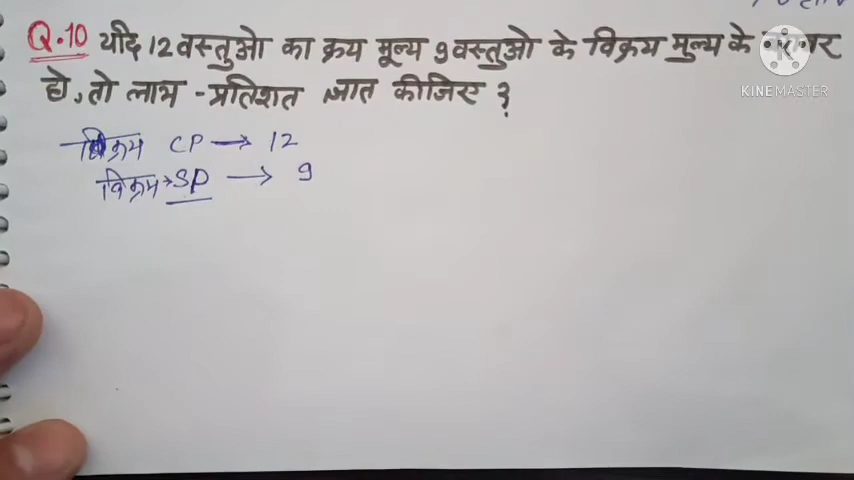 Q.10 यदि 12 वस्तुओ का क्रय मूल्य 9 वस्तुओ के विक्रय मुल्य के
हो, तो लाभ - प्रतिशत ज्ञात कीजिए ?
KINEMASTER
क्रय CP → 12
विक्रय → SP → 9